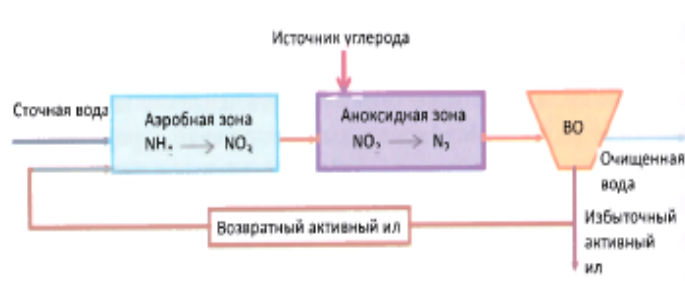 Источник углерода
Сточная вода
Аэробная зона
NH₄ → NO₃
Аноксидная зона
NO₃ → N₂
ВО
Очищенная
вода
Возвратный активный ил
Избыточный
активный
ил